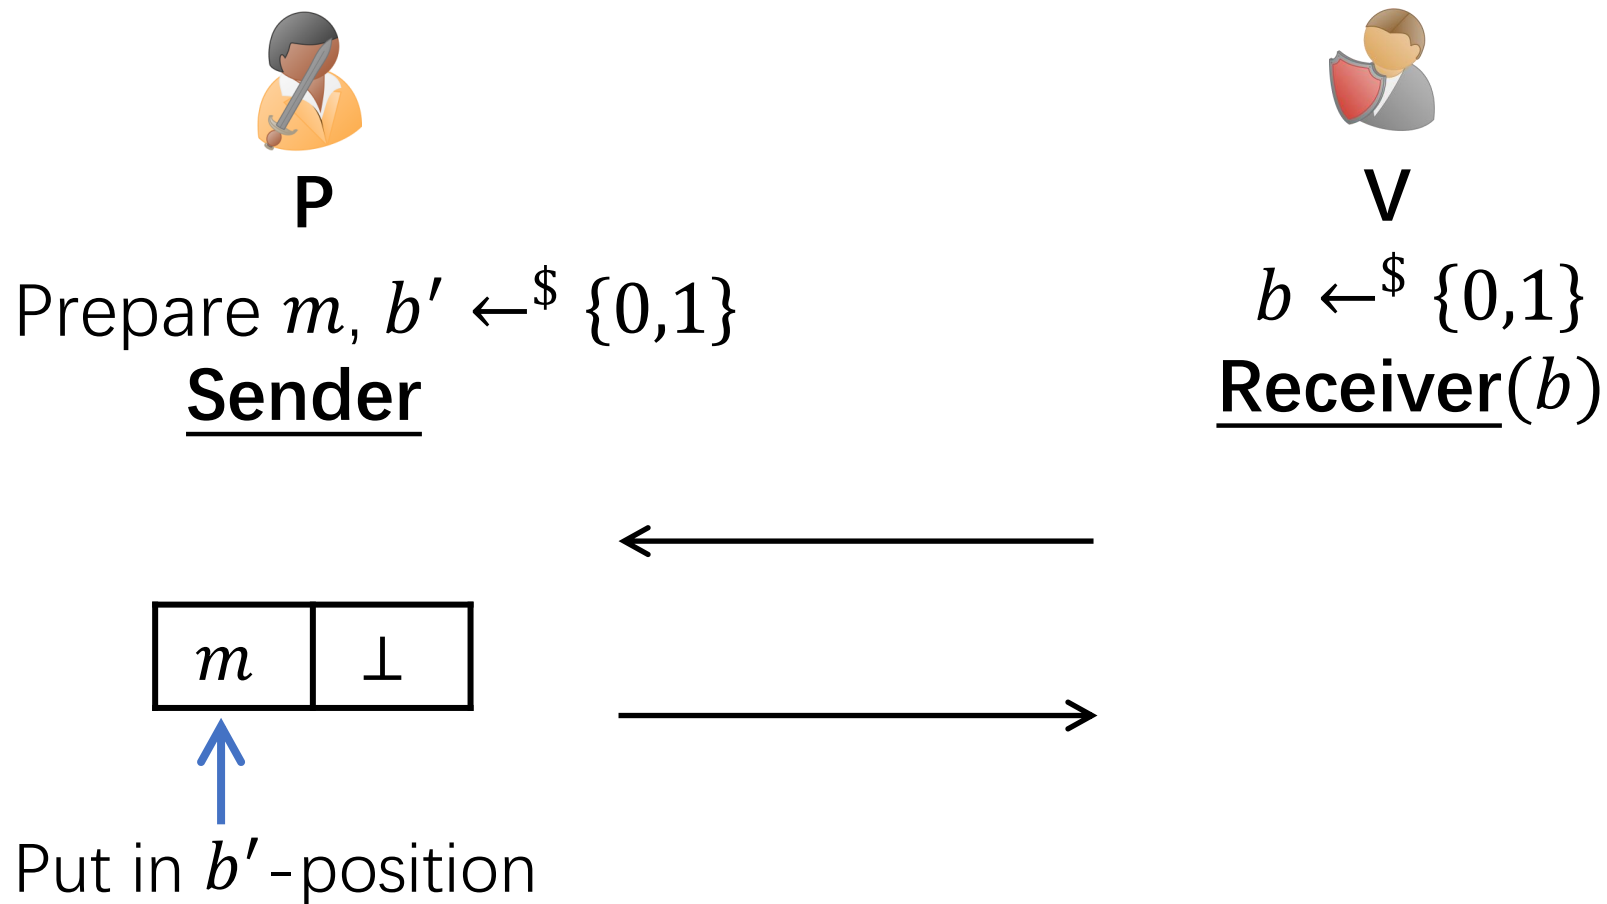 P
V
Prepare m, b′ ←$ {0,1}
b ←$ {0,1}
Sender
Receiver(b)
m ⊥
Put in b′-position